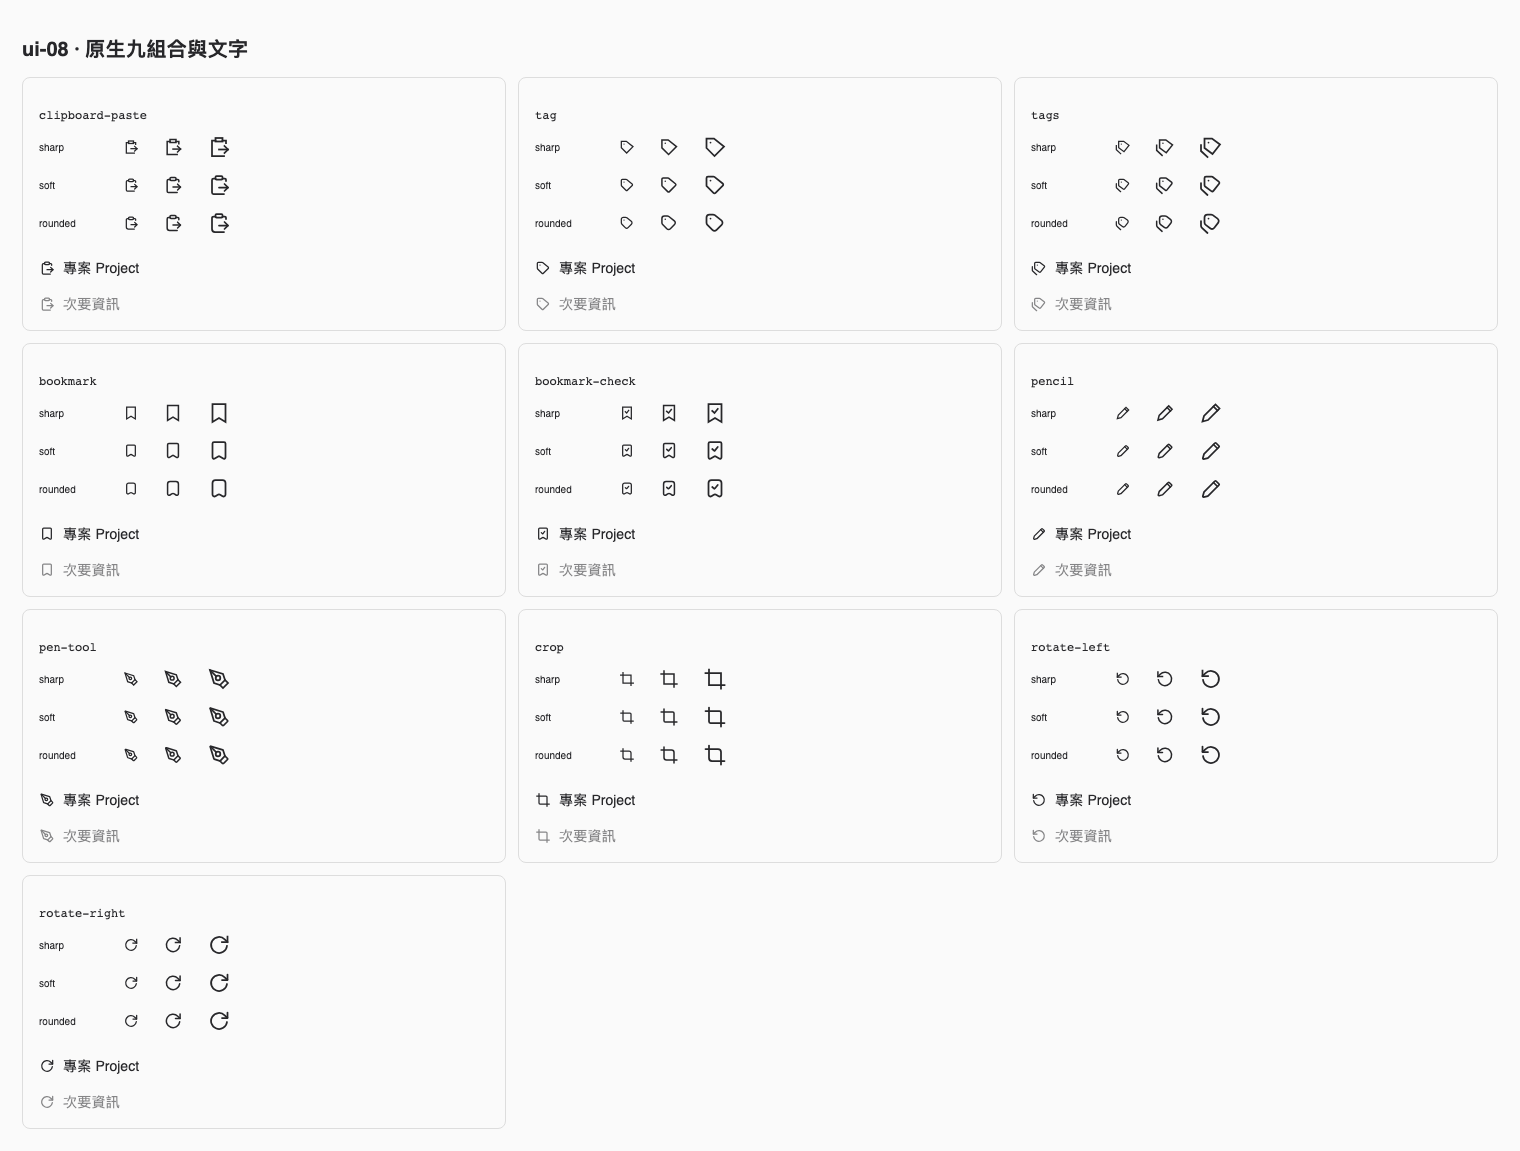 ui-08 · 原生九組合與文字
clipboard-paste
sharp
soft
rounded
專案 Project
次要資訊
tag
sharp
soft
rounded
專案 Project
次要資訊
tags
sharp
soft
rounded
專案 Project
次要資訊
bookmark
sharp
soft
rounded
專案 Project
次要資訊
bookmark-check
sharp
soft
rounded
專案 Project
次要資訊
pencil
sharp
soft
rounded
專案 Project
次要資訊
pen-tool
sharp
soft
rounded
專案 Project
次要資訊
crop
sharp
soft
rounded
專案 Project
次要資訊
rotate-left
sharp
soft
rounded
專案 Project
次要資訊
rotate-right
sharp
soft
rounded
專案 Project
次要資訊